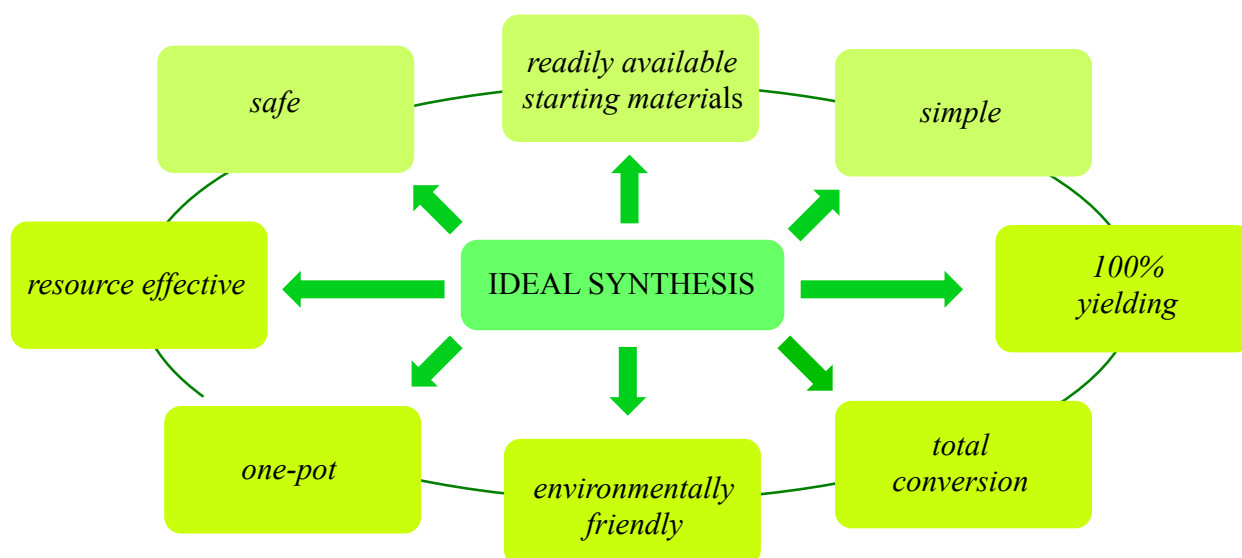 readily available
starting materials
safe
simple
resource effective
IDEAL SYNTHESIS
100%
yielding
one-pot
environmentally
friendly
total
conversion